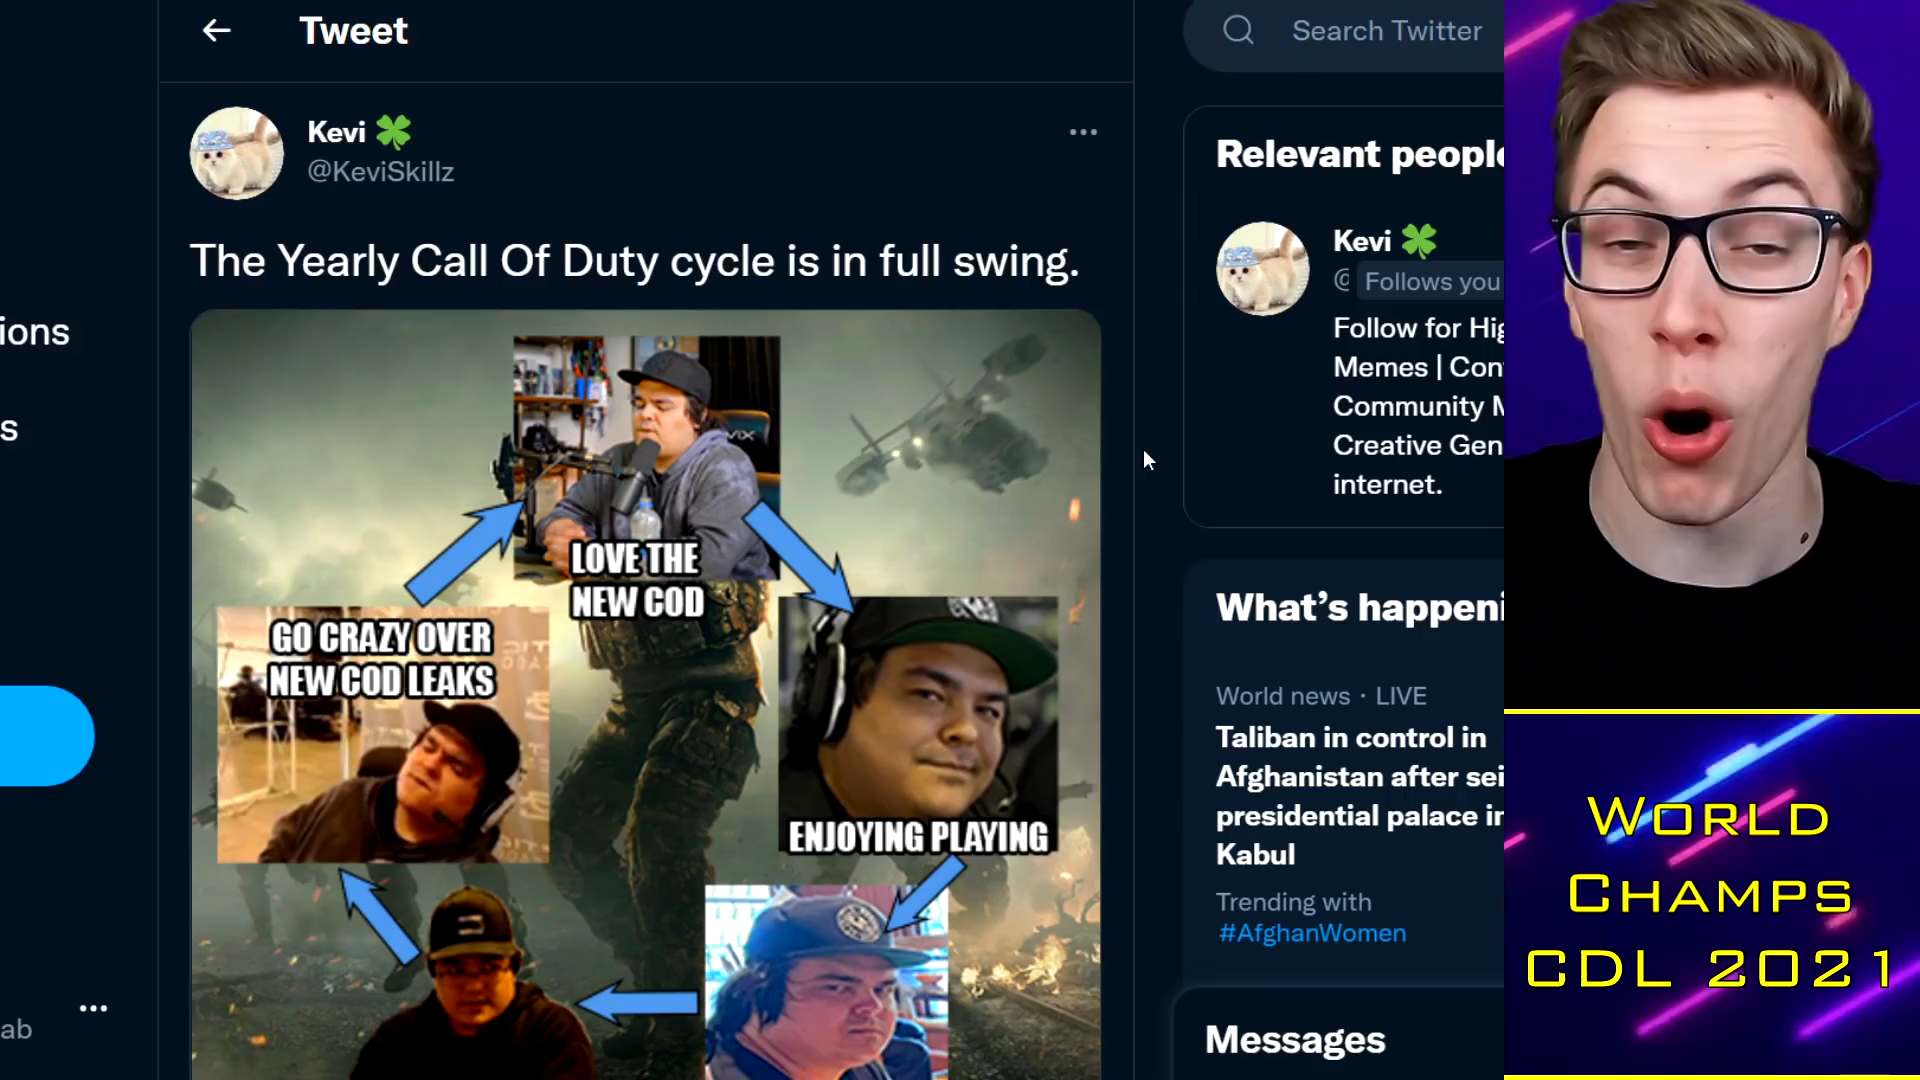 Tweet
Search Twitter
Kevi
@KeviSkillz
The Yearly Call Of Duty cycle is in full swing.
LOVE THE
NEW COD
GO CRAZY OVER
NEW COD LEAKS
ENJOYING PLAYING
ions
s
ab
Relevant people
Kevi
@ Follows you
Follow for Hig
Memes | Con
Community M
Creative Gen
internet.
What's happeni
World news · LIVE
Taliban in control in
Afghanistan after sei
presidential palace in
Kabul
Trending with
#AfghanWomen
Messages
WORLD
CHAMPS
CDL 2021